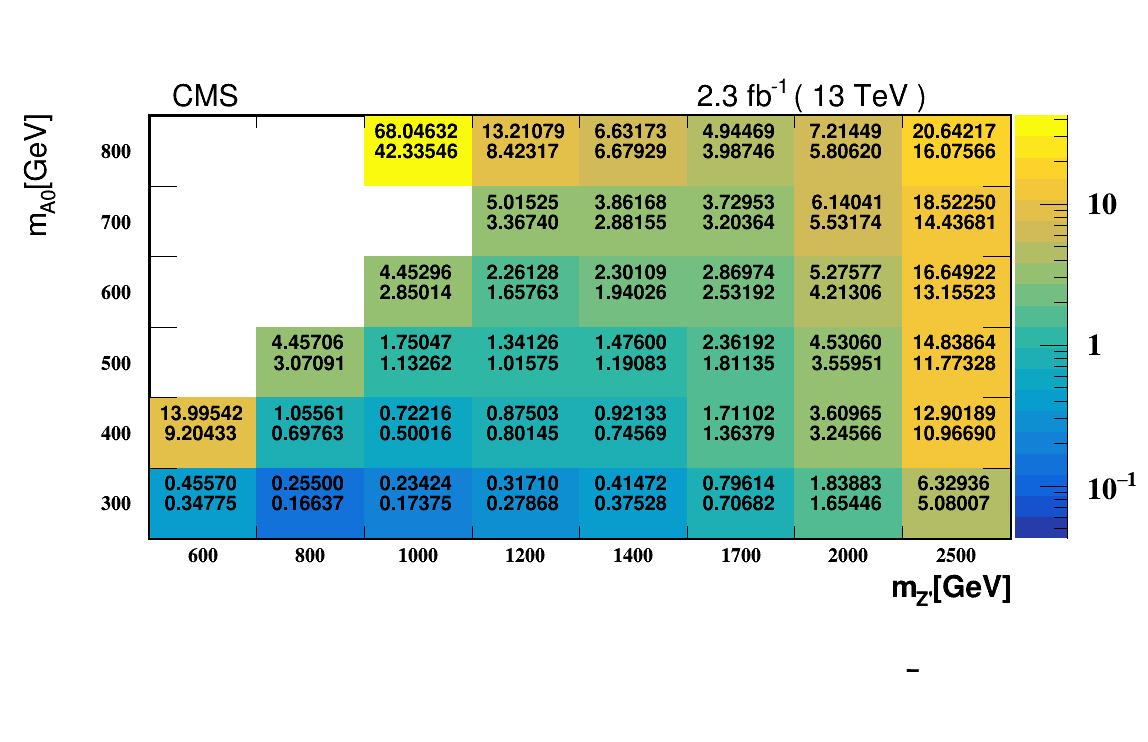 CMS 2.3 fb-1 ( 13 TeV )
mA0[GeV]
800 68.04632 13.21079 6.63173 4.94469 7.21449 20.64217
42.33546 8.42317 6.67929 3.98746 5.80620 16.07566
700 5.01525 3.86168 3.72953 6.14041 18.52250
3.36740 2.88155 3.20364 5.53174 14.43681
600 4.45296 2.26128 2.30109 2.86974 5.27577 16.64922
2.85014 1.65763 1.94026 2.53192 4.21306 13.15523
500 4.45706 1.75047 1.34126 1.47600 2.36192 4.53060 14.83864
3.07091 1.13262 1.01575 1.19083 1.81135 3.55951 11.77328
400 13.99542 1.05561 0.72216 0.87503 0.92133 1.71102 3.60965 12.90189
9.20433 0.69763 0.50016 0.80145 0.74569 1.36379 3.24566 10.96690
300 0.45570 0.25500 0.23424 0.31710 0.41472 0.79614 1.83883 6.32936
0.34775 0.16637 0.17375 0.27868 0.37528 0.70682 1.65446 5.08007
600 800 1000 1200 1400 1700 2000 2500
mZ'[GeV]
10
1
10−1
–